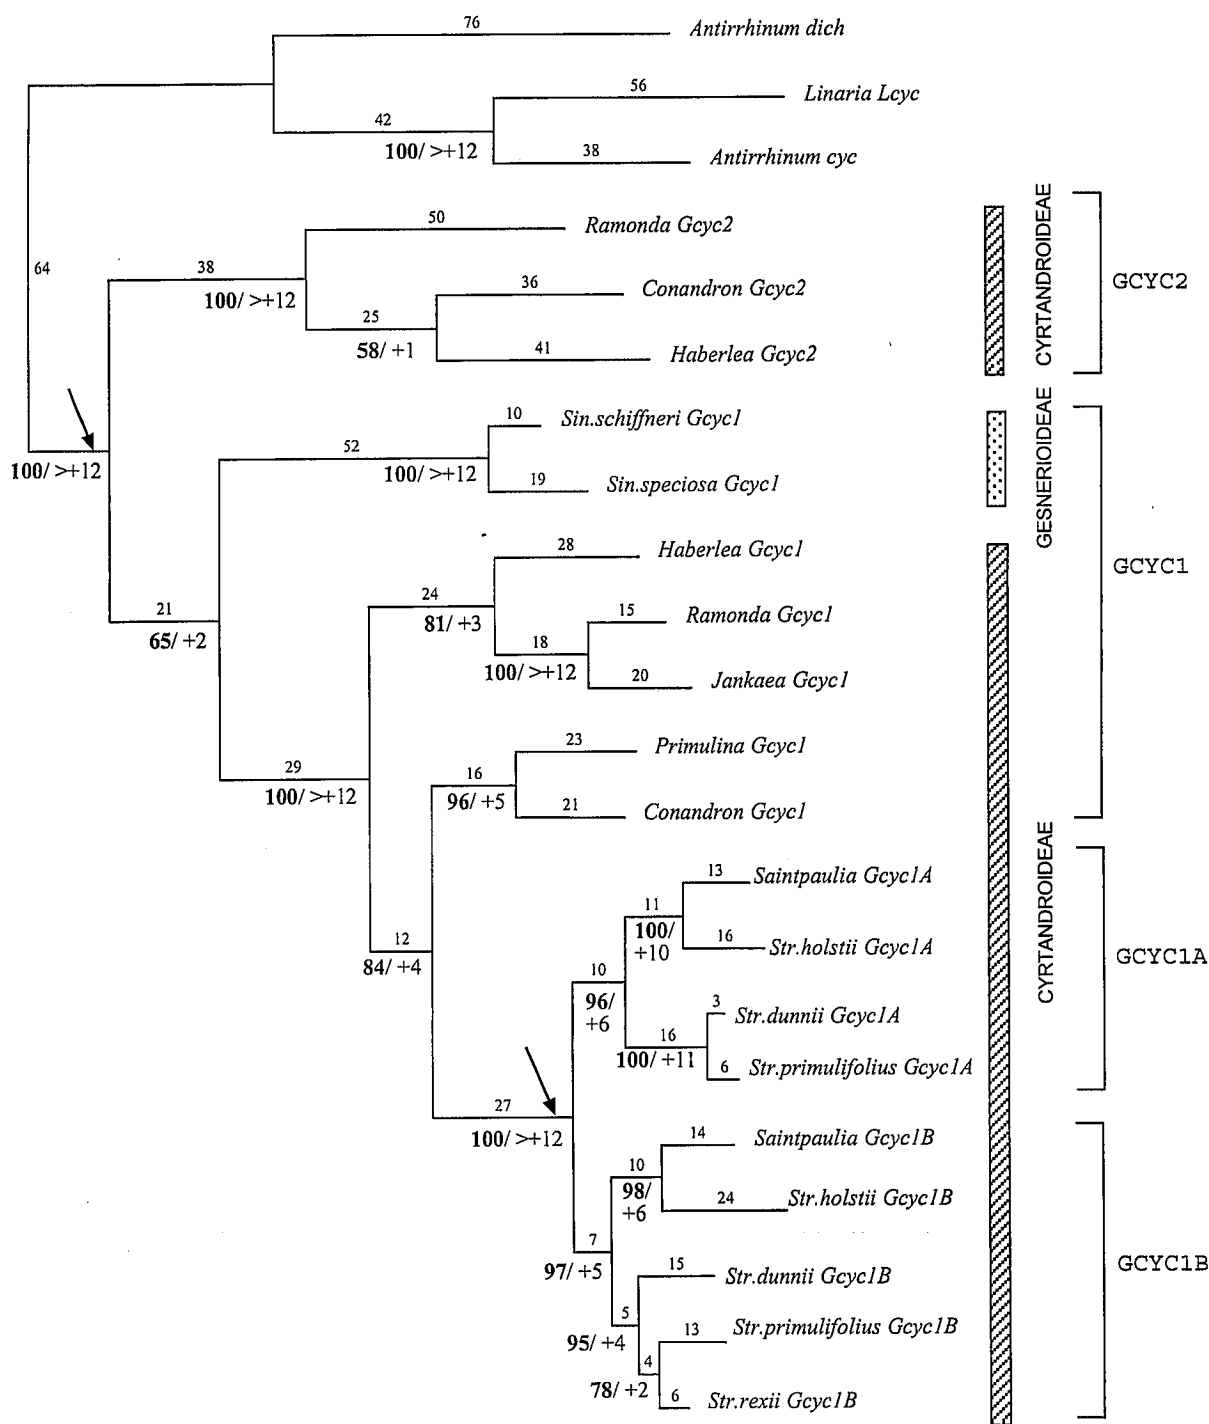 76
Antirrhinum dich
56
Linaria Lcyc
42
100/ >+12
38
Antirrhinum cyc
50
Ramonda Gcyc2
64
38
100/ >+12
36
Conandron Gcyc2
25
58/ +1
41
Haberlea Gcyc2
CYRTANDROIDEAE
GCYC2
10
Sin.schiffneri Gcyc1
52
100/ >+12
100/ >+12
19
Sin.speciosa Gcyc1
GESNERIOIDEAE
GCYC1
28
Haberlea Gcyc1
24
81/ +3
21
65/ +2
15
Ramonda Gcyc1
18
100/ >+12
20
Jankaea Gcyc1
23
Primulina Gcyc1
29
100/ >+12
16
96/ +5
21
Conandron Gcyc1
13
Saintpaulia Gcyc1A
11
100/
+10
16
Str.holstii Gcyc1A
12
84/ +4
10
96/
+6
3
Str.dunnii Gcyc1A
16
100/ +11
6
Str.primulifolius Gcyc1A
CYRTANDROIDEAE
GCYC1A
27
100/ >+12
14
Saintpaulia Gcyc1B
10
98/
+6
24
Str.holstii Gcyc1B
7
97/ +5
15
Str.dunnii Gcyc1B
GCYC1B
5
95/ +4
13
Str.primulifolius Gcyc1B
4
78/ +2
6
Str.rexii Gcyc1B